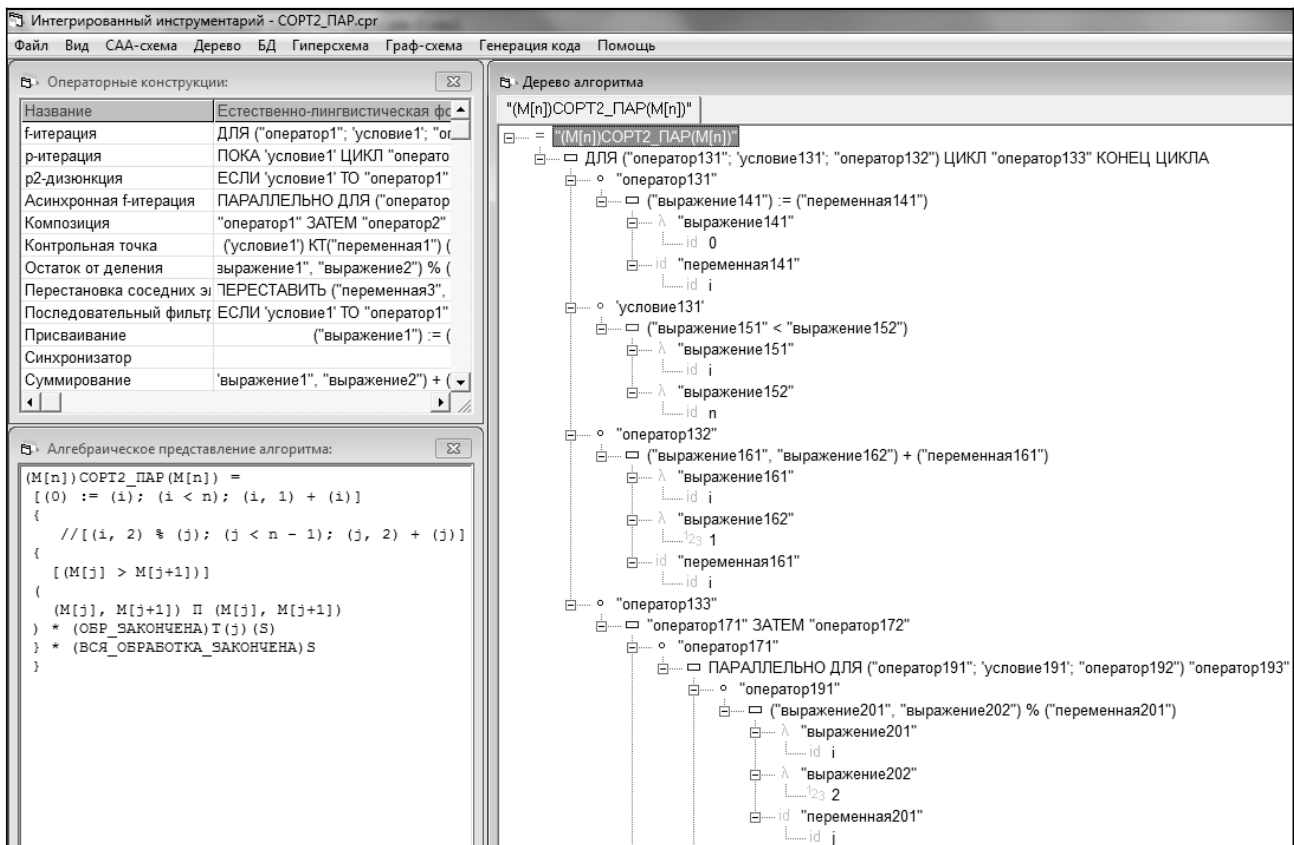 Интегрированный инструментарий - СОРТ2_ПАР.cpr
Файл Вид САА-схема Дерево БД Гиперсхема Граф-схема Генерация кода Помощь
Операторные конструкции:
Название Естественно-лингвистическая фо
f-итерация ДЛЯ ("оператор1"; 'условие1'; "оп
p-итерация ПОКА 'условие1' ЦИКЛ "операто
p2-дизюнкция ЕСЛИ 'условие1' ТО "оператор1"
Асинхронная f-итерация ПАРАЛЛЕЛЬНО ДЛЯ ("оператор
Композиция "оператор1" ЗАТЕМ "оператор2"
Контрольная точка ('условие1') КТ("переменная1") (
Остаток от деления выражение1", "выражение2") % (
Перестановка соседних эл ПЕРЕСТАВИТЬ ("переменная3",
Последовательный фильтр ЕСЛИ 'условие1' ТО "оператор1"
Присваивание ("выражение1") := (
Синхронизатор
Суммирование 'выражение1", "выражение2") + (
Алгебраическое представление алгоритма:
(M[n])СОРТ2_ПАР(M[n]) =
[(0) := (i); (i < n); (i, 1) + (i)]
{
//[(i, 2) % (j); (j < n - 1); (j, 2) + (j)]
{
[(M[j] > M[j+1])]
(
(M[j], M[j+1]) П (M[j], M[j+1])
) * (ОБР_ЗАКОНЧЕНА)T(j)(S)
} * (ВСЯ_ОБРАБОТКА_ЗАКОНЧЕНА)S
}
Дерево алгоритма
"(M[n])СОРТ2_ПАР(M[n])"
= "(M[n])СОРТ2_ПАР(M[n])"
ДЛЯ ("оператор131"; 'условие131'; "оператор132") ЦИКЛ "оператор133" КОНЕЦ ЦИКЛА
"оператор131"
("выражение141") := ("переменная141")
λ "выражение141"
id 0
id "переменная141"
id i
'условие131'
("выражение151" < "выражение152")
λ "выражение151"
id i
λ "выражение152"
id n
"оператор132"
("выражение161", "выражение162") + ("переменная161")
λ "выражение161"
id i
λ "выражение162"
123 1
id "переменная161"
id i
"оператор133"
"оператор171" ЗАТЕМ "оператор172"
"оператор171"
ПАРАЛЛЕЛЬНО ДЛЯ ("оператор191"; 'условие191'; "оператор192") "оператор193"
"оператор191"
("выражение201", "выражение202") % ("переменная201")
λ "выражение201"
id i
λ "выражение202"
123 2
id "переменная201"
id j